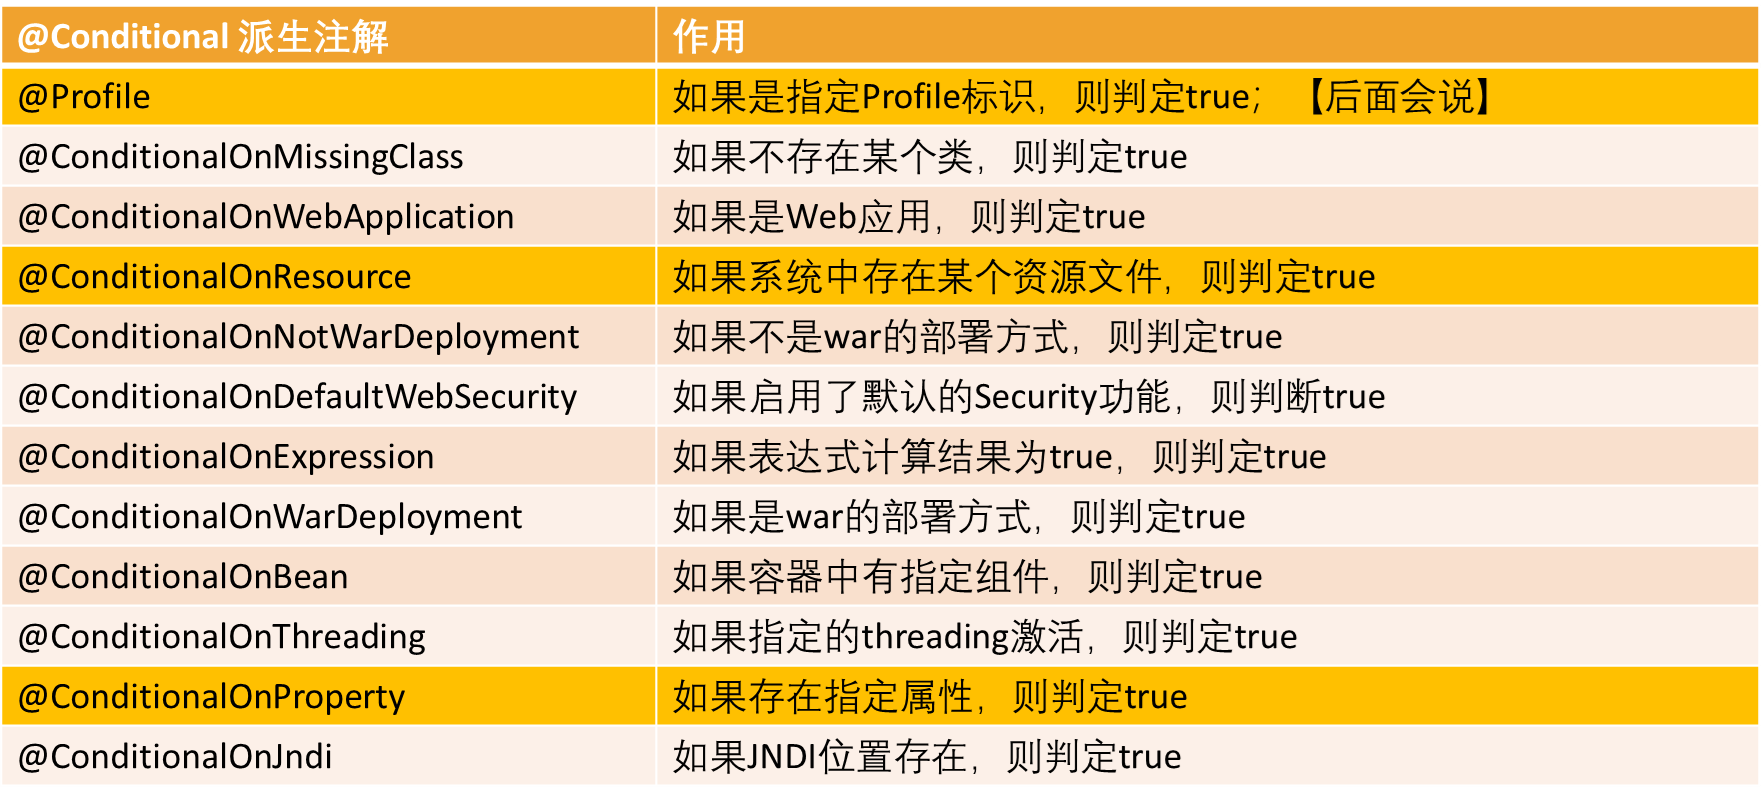 @Conditional 派生注解 作用
@Profile 如果是指定Profile标识，则判定true；【后面会说】
@ConditionalOnMissingClass 如果不存在某个类，则判定true
@ConditionalOnWebApplication 如果是Web应用，则判定true
@ConditionalOnResource 如果系统中存在某个资源文件，则判定true
@ConditionalOnNotWarDeployment 如果不是war的部署方式，则判定true
@ConditionalOnDefaultWebSecurity 如果启用了默认的Security功能，则判断true
@ConditionalOnExpression 如果表达式计算结果为true，则判定true
@ConditionalOnWarDeployment 如果是war的部署方式，则判定true
@ConditionalOnBean 如果容器中有指定组件，则判定true
@ConditionalOnThreading 如果指定的threading激活，则判定true
@ConditionalOnProperty 如果存在指定属性，则判定true
@ConditionalOnJndi 如果JNDI位置存在，则判定true